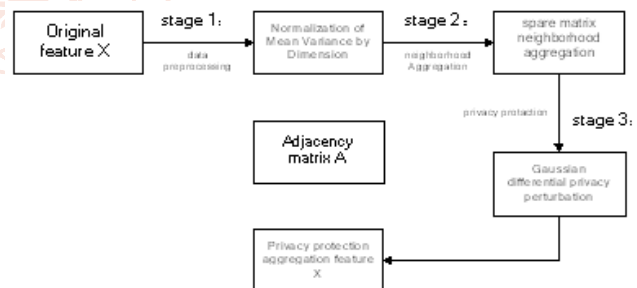 Original
feature X
stage 1:
data
preprocessing
Normalization of
Mean Variance by
Dimension
stage 2:
neighborhood
Aggregation
spare matrix
neighborhood
aggregation
privacy protaction
stage 3:
Adjacency
matrix A
Gaussian
differential privacy
perturbation
Privacy protection
aggregation feature
X